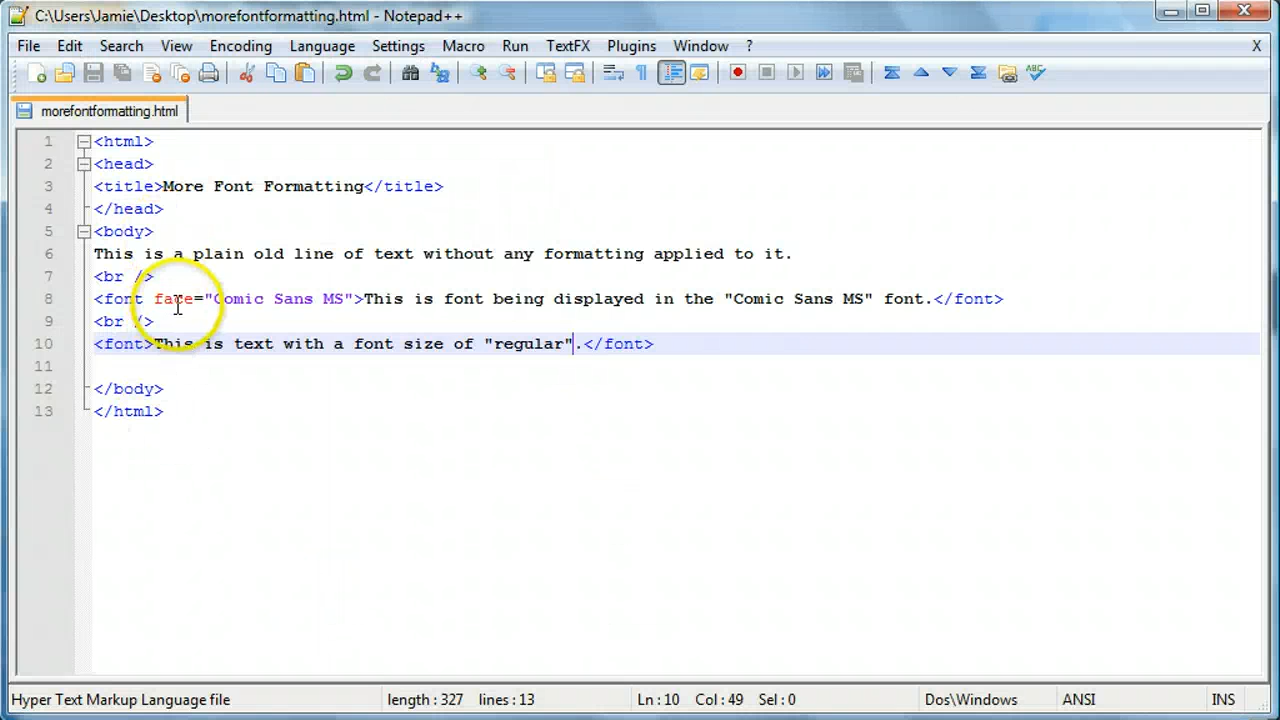 C:\Users\Jamie\Desktop\morefontformatting.html - Notepad++
File Edit Search View Encoding Language Settings Macro Run TextFX Plugins Window ? X
morefontformatting.html
1 <html>
2 <head>
3 <title>More Font Formatting</title>
4 </head>
5 <body>
6 This is a plain old line of text without any formatting applied to it.
7 <br />
8 <font face="Comic Sans MS">This is font being displayed in the "Comic Sans MS" font.</font>
9 <br />
10 <font>This is text with a font size of "regular".</font>
11
12 </body>
13 </html>
Hyper Text Markup Language file length : 327 lines : 13 Ln : 10 Col : 49 Sel : 0 Dos\Windows ANSI INS